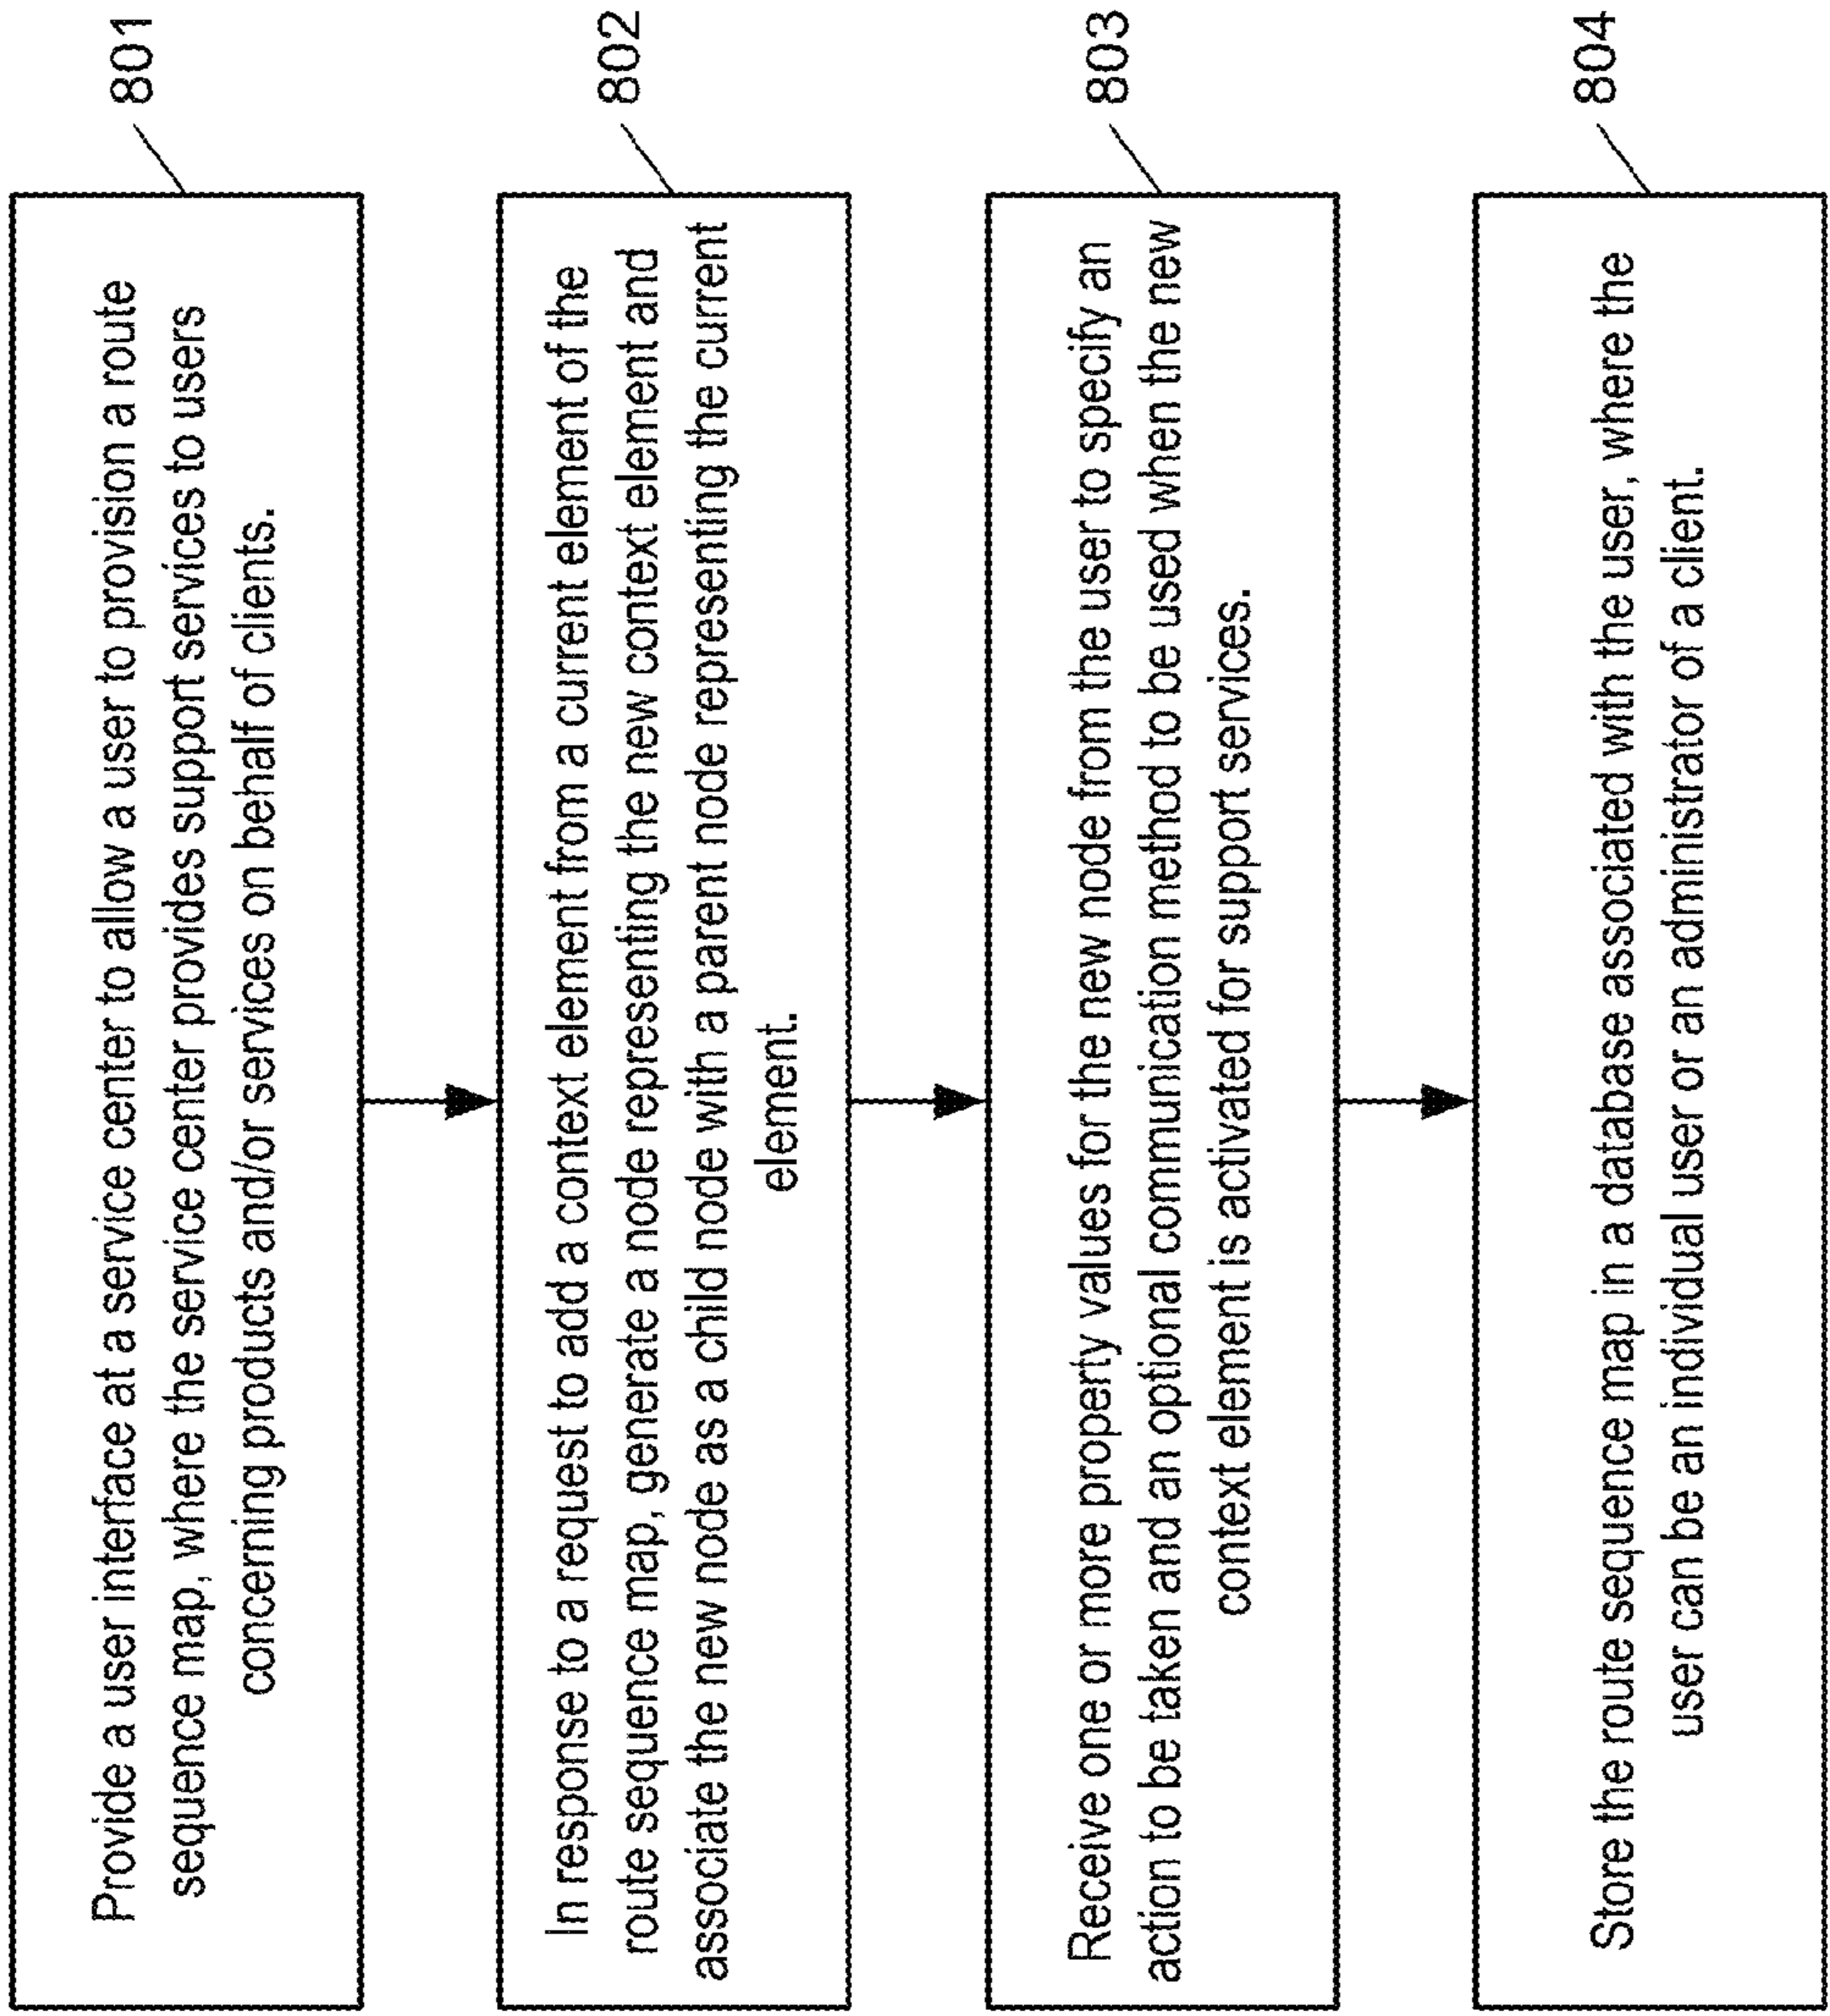 Provide a user interface at a service center to allow a user to provision a route
sequence map, where the service center provides support services to users
concerning products and/or services on behalf of clients.
801
In response to a request to add a context element from a current element of the
route sequence map, generate a node representing the new context element and
associate the new node as a child node with a parent node representing the current
element.
802
Receive one or more property values for the new node from the user to specify an
action to be taken and an optional communication method to be used when the new
context element is activated for support services.
803
Store the route sequence map in a database associated with the user, where the
user can be an individual user or an administrator of a client.
804